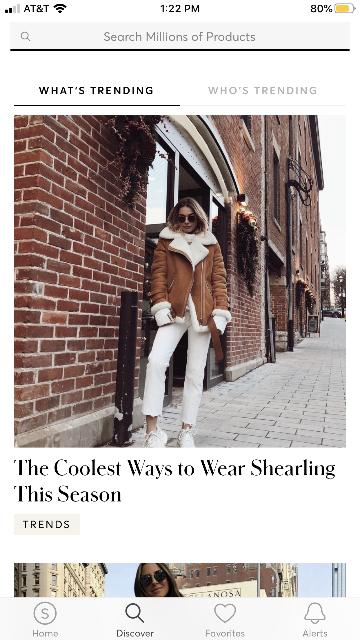 AT&T 1:22 PM 80%
Search Millions of Products
WHAT'S TRENDING WHO'S TRENDING
The Coolest Ways to Wear Shearling
This Season
TRENDS
LLANOSA
S
Home Discover Favorites Alerts